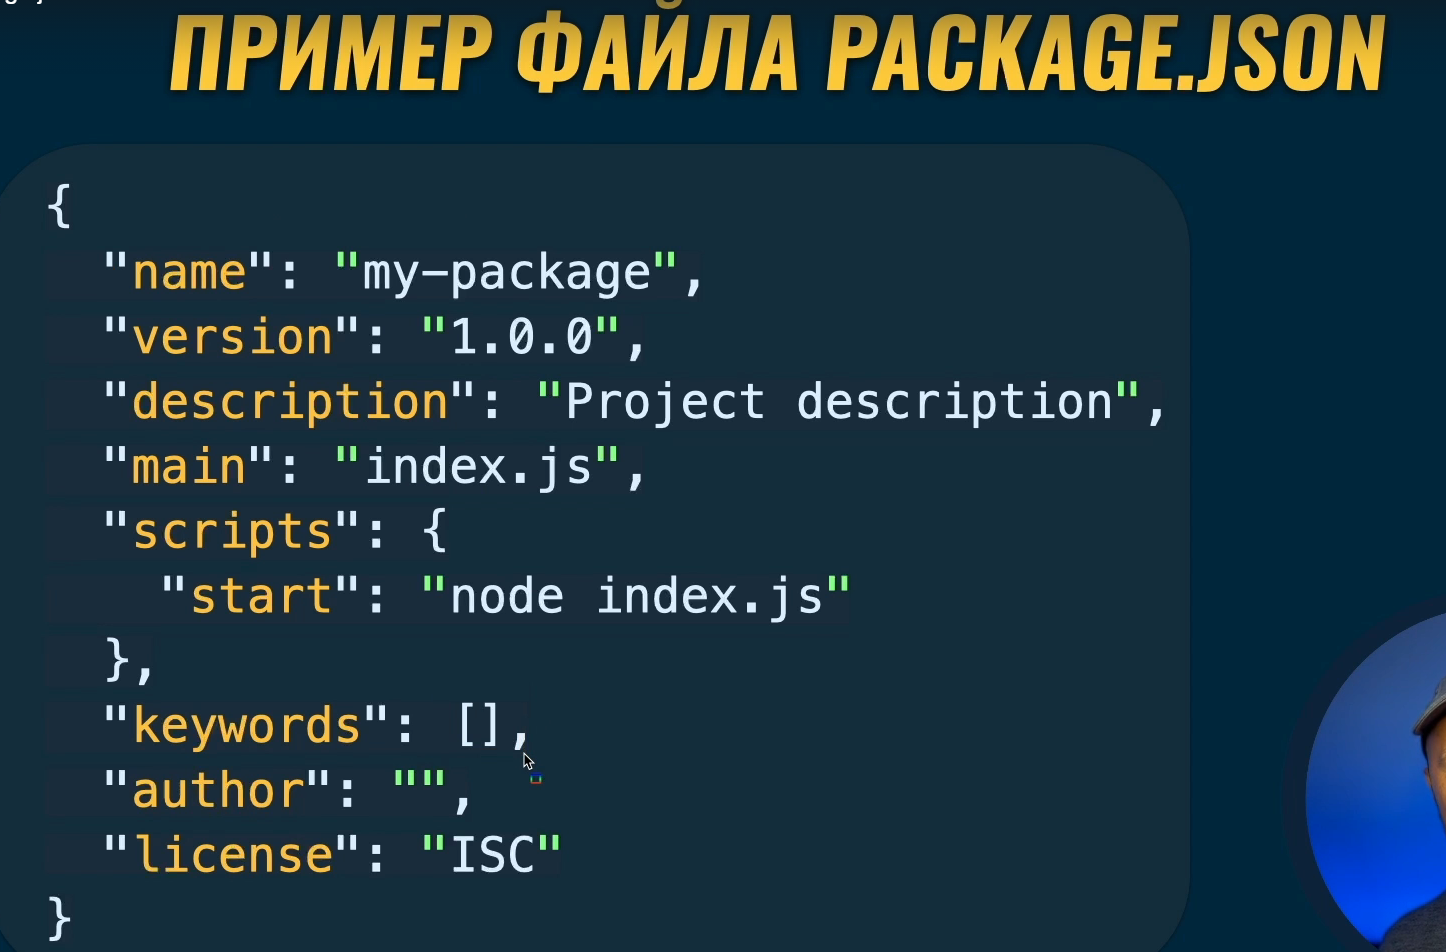 ПРИМЕР ФАЙЛА PACKAGE.JSON
{
"name": "my-package",
"version": "1.0.0",
"description": "Project description",
"main": "index.js",
"scripts": {
"start": "node index.js"
},
"keywords": [],
"author": "",
"license": "ISC"
}